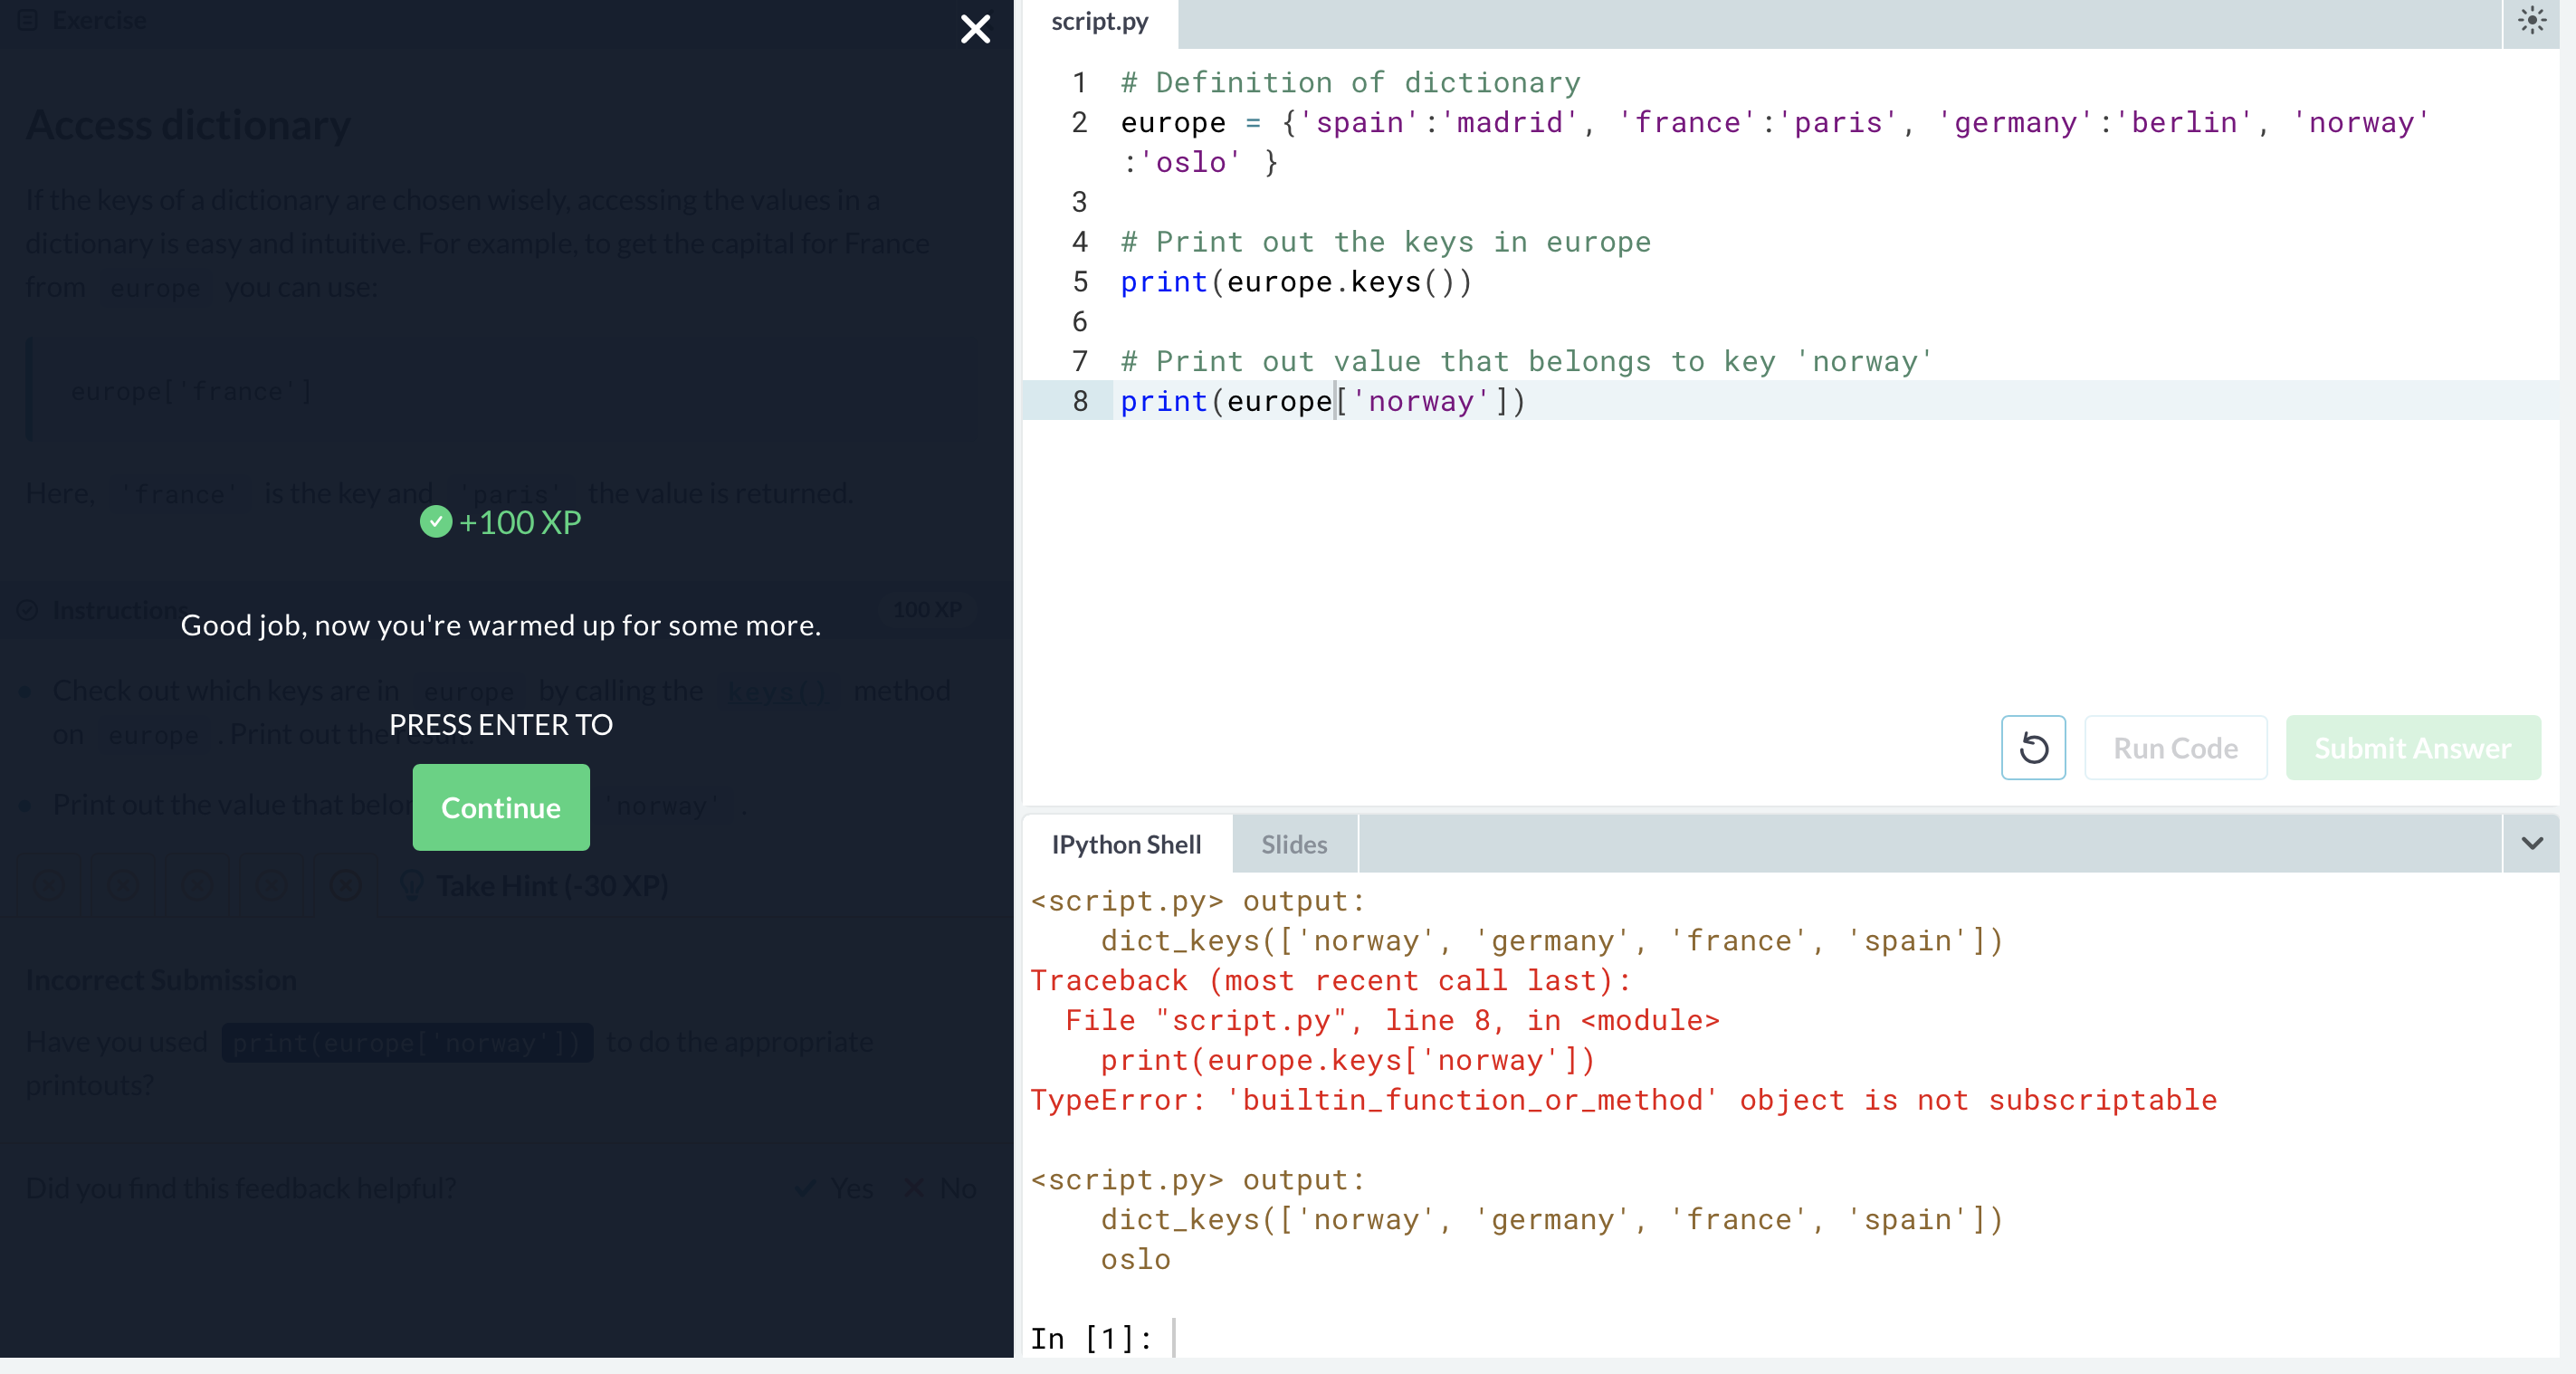 Exercise
Access dictionary
If the keys of a dictionary are chosen wisely, accessing the values in a
dictionary is easy and intuitive. For example, to get the capital for France
from europe you can use:
europe['france']
Here, 'france' is the key and 'paris' the value is returned.
+100 XP
Instructions
100 XP
Good job, now you're warmed up for some more.
Check out which keys are in europe by calling the keys() method
on europe . Print out the result.
PRESS ENTER TO
Continue
Print out the value that belon 'norway' .
Take Hint (-30 XP)
Incorrect Submission
Have you used print(europe['norway']) to do the appropriate
printouts?
Did you find this feedback helpful?
Yes
No
script.py
1 # Definition of dictionary
2 europe = {'spain':'madrid', 'france':'paris', 'germany':'berlin', 'norway'
:'oslo' }
3
4 # Print out the keys in europe
5 print(europe.keys())
6
7 # Print out value that belongs to key 'norway'
8 print(europe['norway'])
Run Code
Submit Answer
IPython Shell
Slides
<script.py> output:
dict_keys(['norway', 'germany', 'france', 'spain'])
Traceback (most recent call last):
File "script.py", line 8, in <module>
print(europe.keys['norway'])
TypeError: 'builtin_function_or_method' object is not subscriptable
<script.py> output:
dict_keys(['norway', 'germany', 'france', 'spain'])
oslo
In [1]: